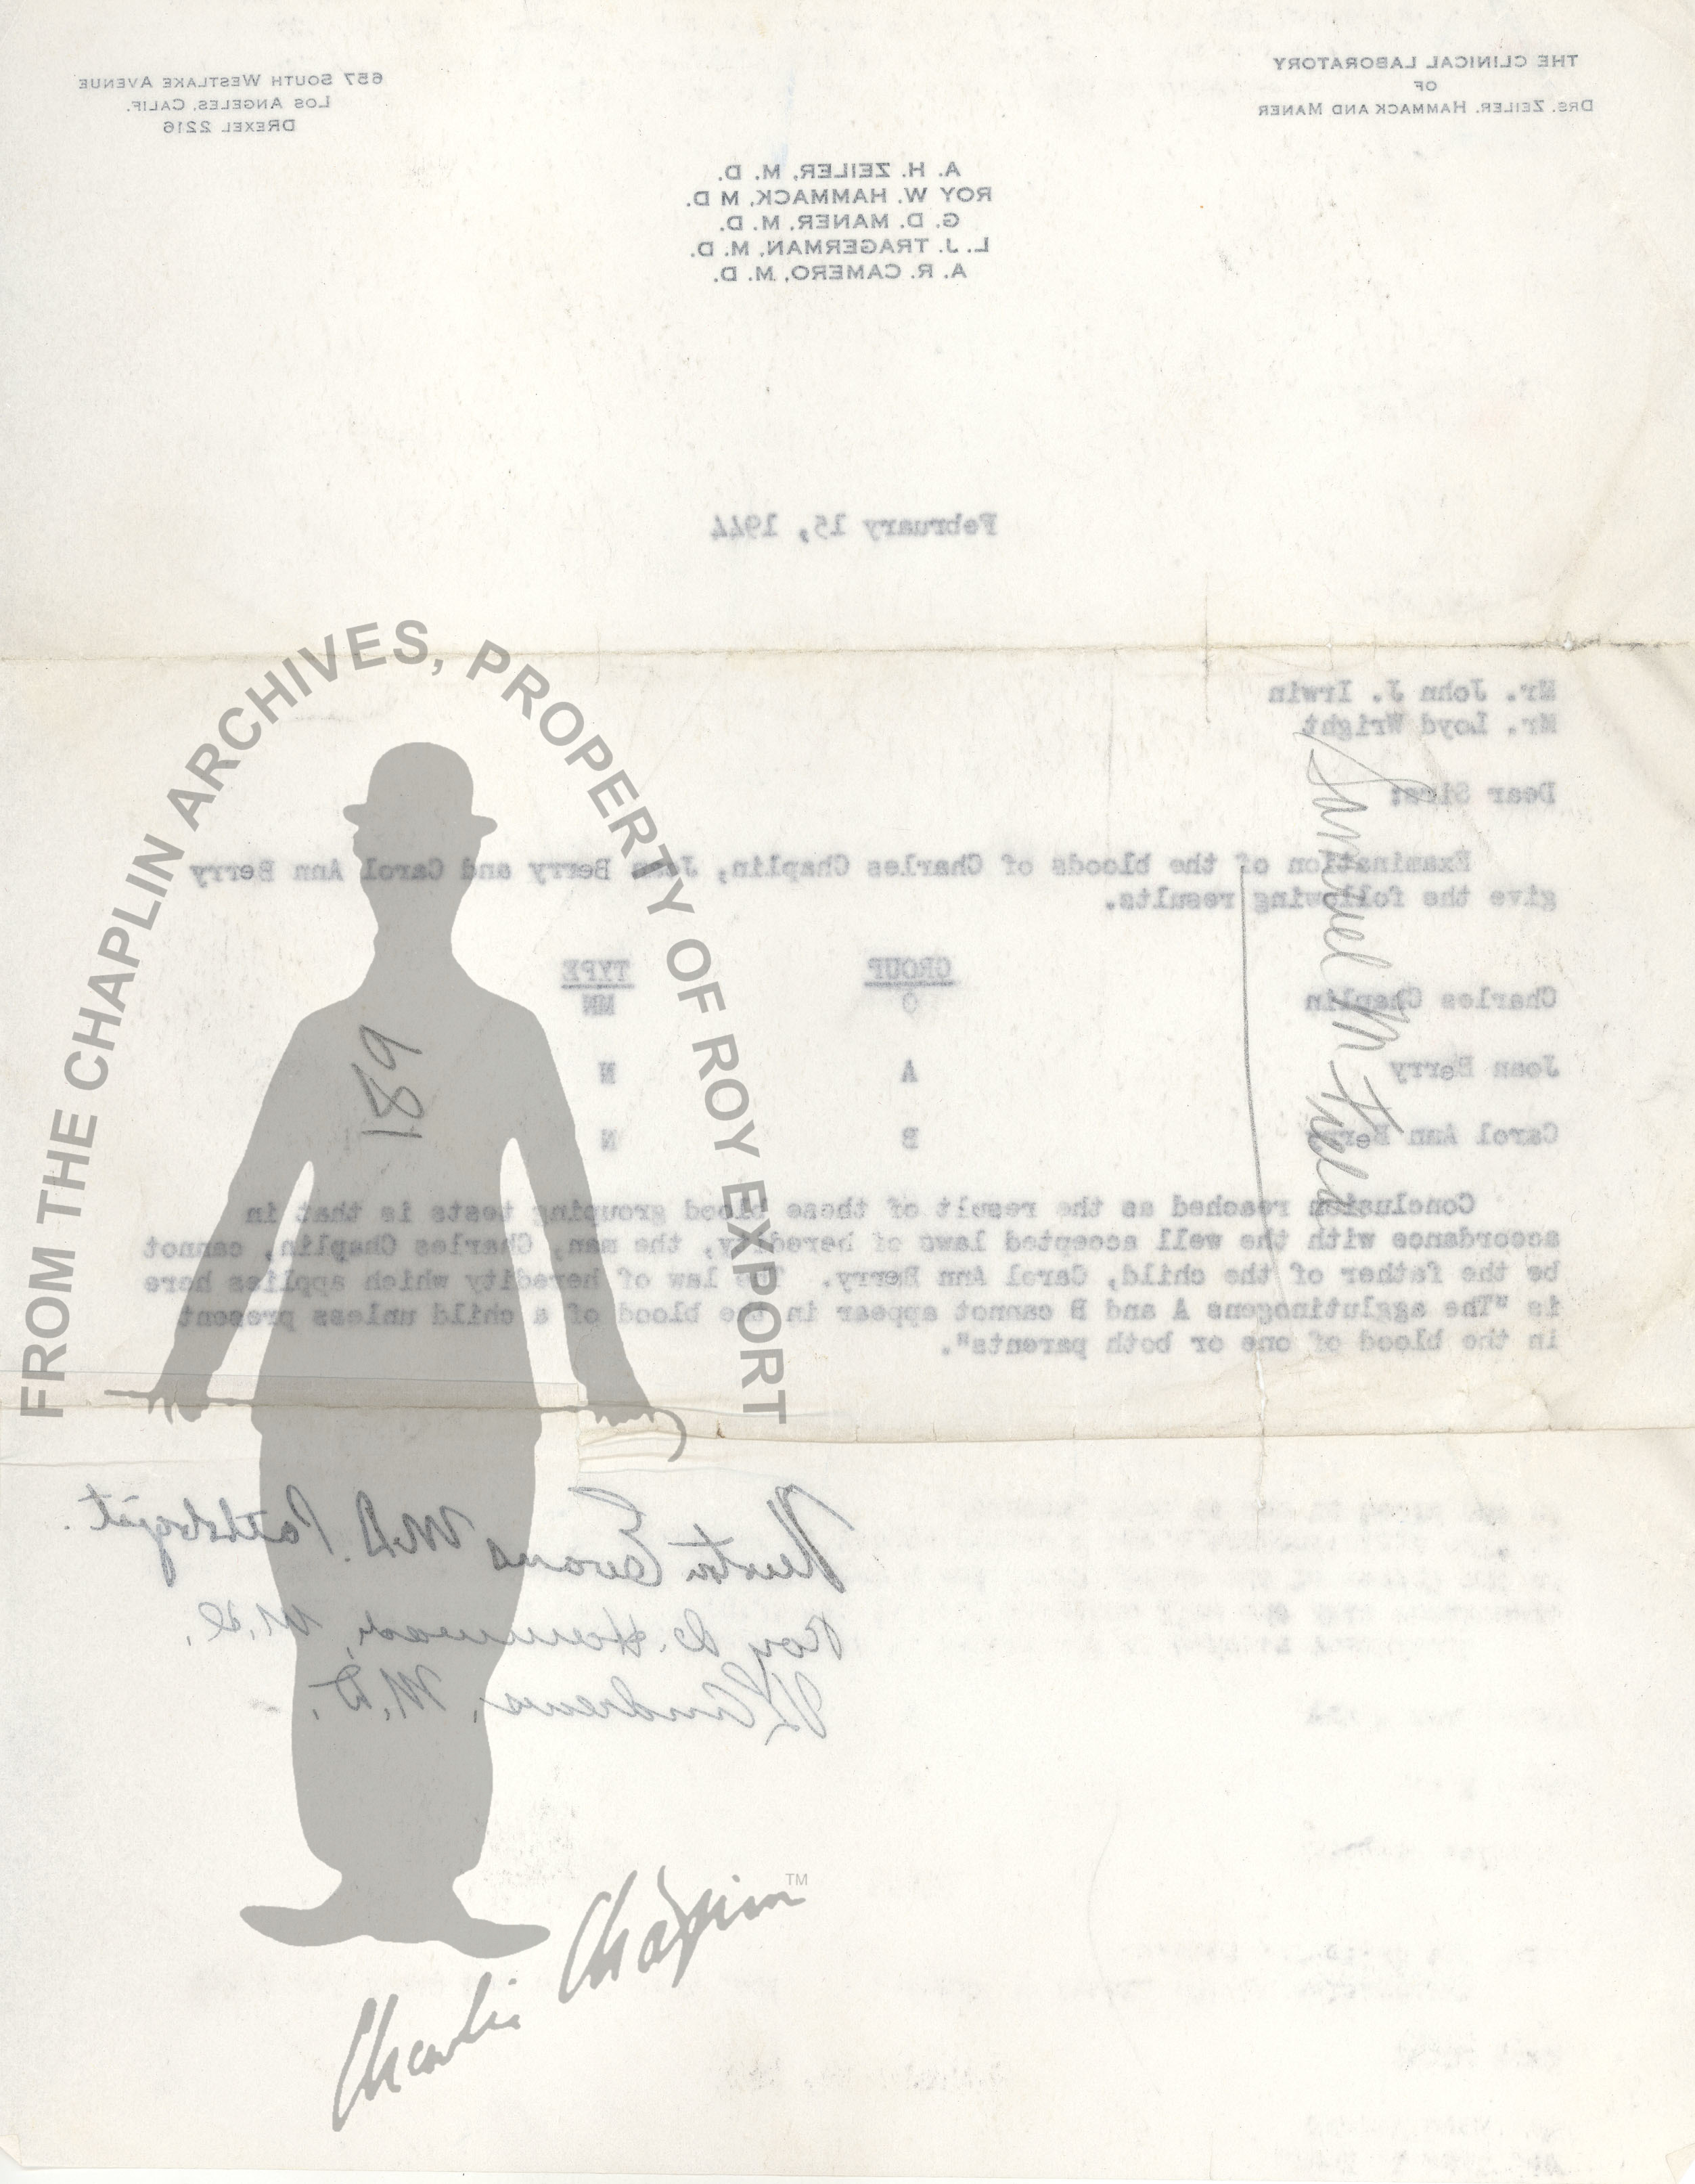 THE CLINICAL LABORATORY
OF
DRS. ZEILER, HAMMACK AND MANER
657 SOUTH WESTLAKE AVENUE
LOS ANGELES, CALIF.
DREXEL 2216
A. H. ZEILER, M. D.
ROY W. HAMMACK, M D.
G. D. MANER, M. D.
L. J. TRAGERMAN, M. D.
A. R. CAMERO, M. D.
February 15, 1944
Mr. John J. Irwin
Mr. Loyd Wright
Dear Sirs:
Examination of the bloods of Charles Chaplin, Joan Berry and Carol Ann Berry
give the following results.
GROUP TYPE
Charles Chaplin O MN
Joan Berry A N
Carol Ann Berry B N
Conclusion reached as the result of these blood grouping tests is that in
accordance with the well accepted laws of heredity, the man, Charles Chaplin, cannot
be the father of the child, Carol Ann Berry. The law of heredity which applies here
is "The agglutinogens A and B cannot appear in the blood of a child unless present
in the blood of one or both parents".
Newton Evans M.D. Pathologist.
Roy W. Hammack, M.D.
V L Andrews, M.D.
Samuel M
189
FROM THE CHAPLIN ARCHIVES, PROPERTY OF ROY EXPORT
Charlie Chaplin TM